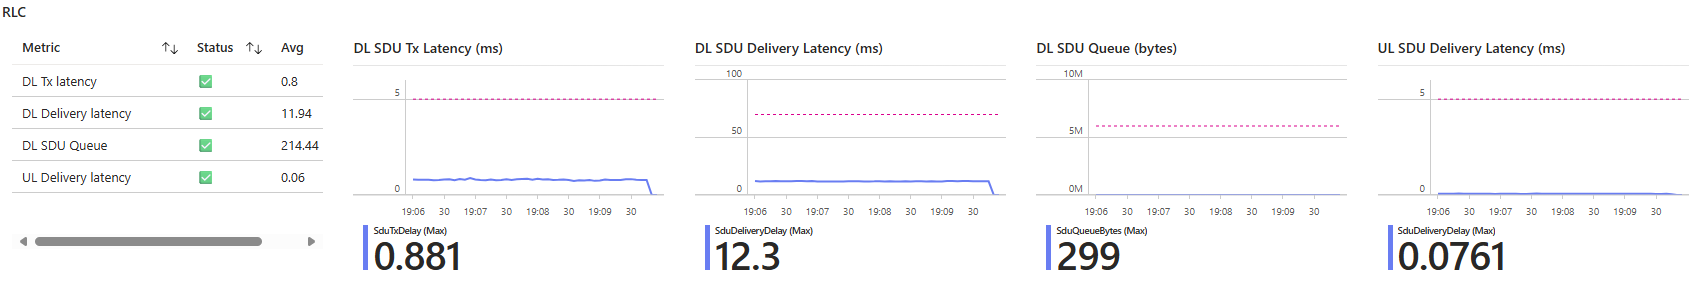 RLC
Metric Status Avg
DL Tx latency 0.8
DL Delivery latency 11.94
DL SDU Queue 214.44
UL Delivery latency 0.06
DL SDU Tx Latency (ms)
5
0
19:06 30 19:07 30 19:08 30 19:09 30
SduTxDelay (Max)
0.881
DL SDU Delivery Latency (ms)
100
50
0
19:06 30 19:07 30 19:08 30 19:09 30
SduDeliveryDelay (Max)
12.3
DL SDU Queue (bytes)
10M
5M
0M
19:06 30 19:07 30 19:08 30 19:09 30
SduQueueBytes (Max)
299
UL SDU Delivery Latency (ms)
5
0
19:06 30 19:07 30 19:08 30 19:09 30
SduDeliveryDelay (Max)
0.0761